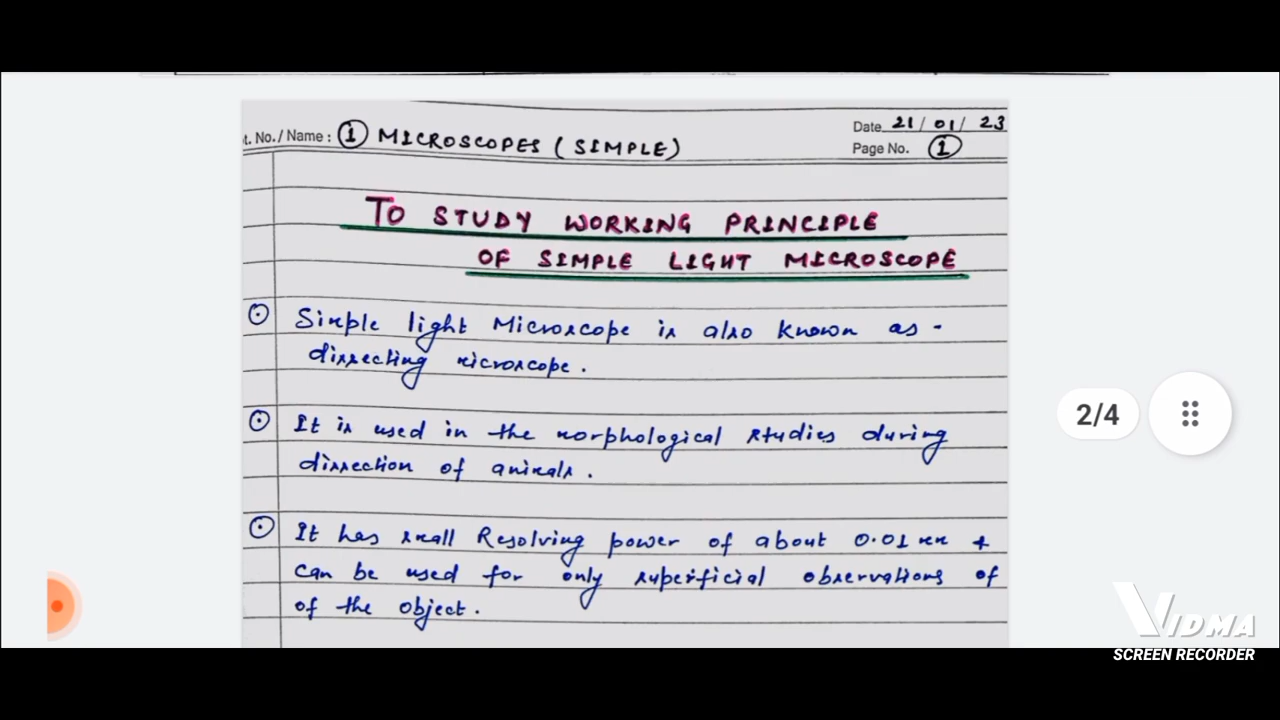 t. No./ Name : ① MICROSCOPES ( SIMPLE)
Date 21/ 01/ 23
Page No. ①
TO STUDY WORKING PRINCIPLE
OF SIMPLE LIGHT MICROSCOPE
Simple light Microscope is also known as -
dissecting microscope.
It is used in the morphological studies during
dissection of animals.
It has small Resolving power of about 0.01 mm +
can be used for only superficial observations of
of the object.
2/4
VIDMA
SCREEN RECORDER